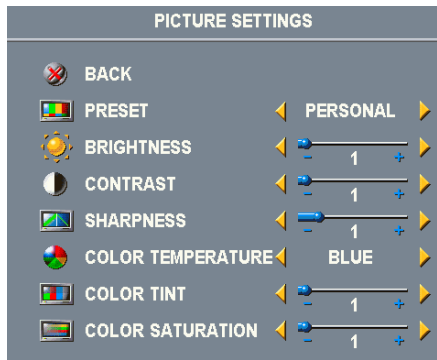 PICTURE SETTINGS
BACK
PRESET PERSONAL
BRIGHTNESS - 1 +
CONTRAST - 1 +
SHARPNESS - 1 +
COLOR TEMPERATURE BLUE
COLOR TINT - 1 +
COLOR SATURATION - 1 +